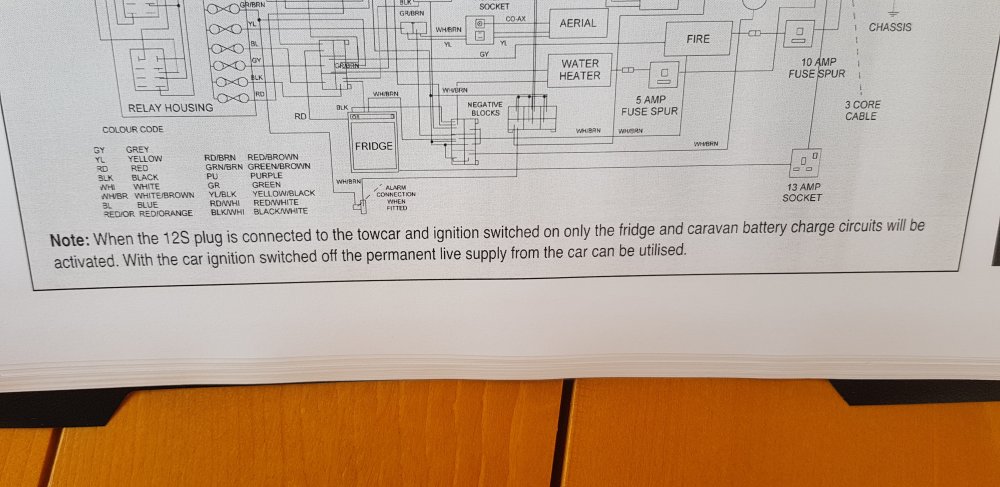 GR/BRN
BLK
GR/BRN
SOCKET
CO-AX
AERIAL
CHASSIS
YL
WH/BRN
YL
YL
GY
FIRE
BL
GY
GR/BRN
WATER
HEATER
10 AMP
FUSE SPUR
BLK
RD
WH/BRN
WH/BRN
5 AMP
FUSE SPUR
RELAY HOUSING
RD
BLK
NEGATIVE
BLOCKS
3 CORE
CABLE
COLOUR CODE
WH/BRN
WH/BRN
WH/BRN
FRIDGE
GY GREY
YL YELLOW
RD RED
BLK BLACK
WHI WHITE
WH/BR WHITE/BROWN
BL BLUE
RED/OR RED/ORANGE
RD/BRN RED/BROWN
GRN/BRN GREEN/BROWN
PU PURPLE
GR GREEN
YL/BLK YELLOW/BLACK
RD/WHI RED/WHITE
BLK/WHI BLACK/WHITE
WH/BRN
ALARM
CONNECTION
WHEN
FITTED
13 AMP
SOCKET
Note: When the 12S plug is connected to the towcar and ignition switched on only the fridge and caravan battery charge circuits will be
activated. With the car ignition switched off the permanent live supply from the car can be utilised.